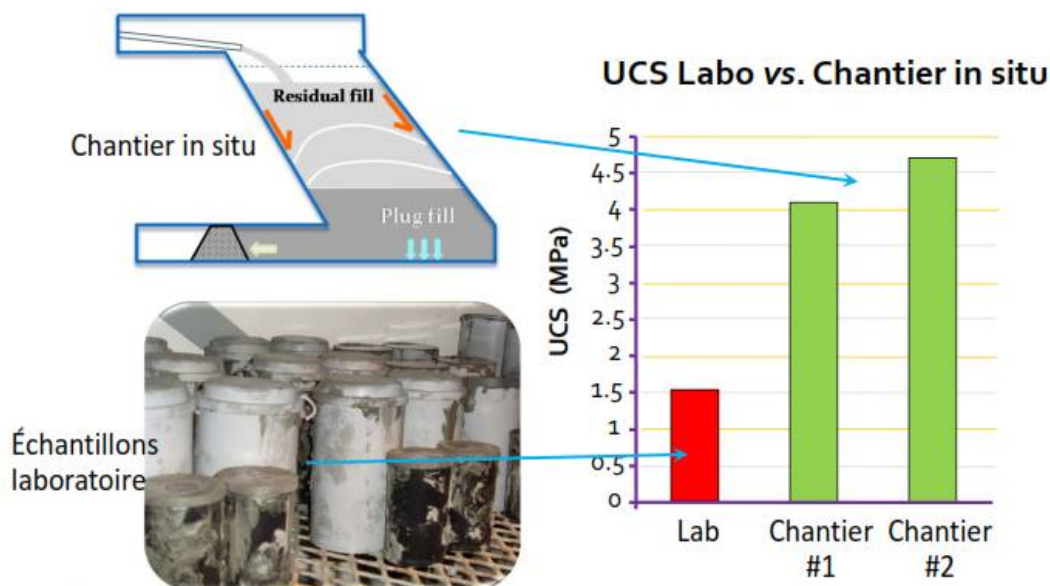 Residual fill
Chantier in situ
Plug fill
Échantillons
laboratoire
UCS Labo vs. Chantier in situ
UCS (MPa)
5
4.5
4
3.5
3
2.5
2
1.5
1
0.5
0
Lab
Chantier
#1
Chantier
#2